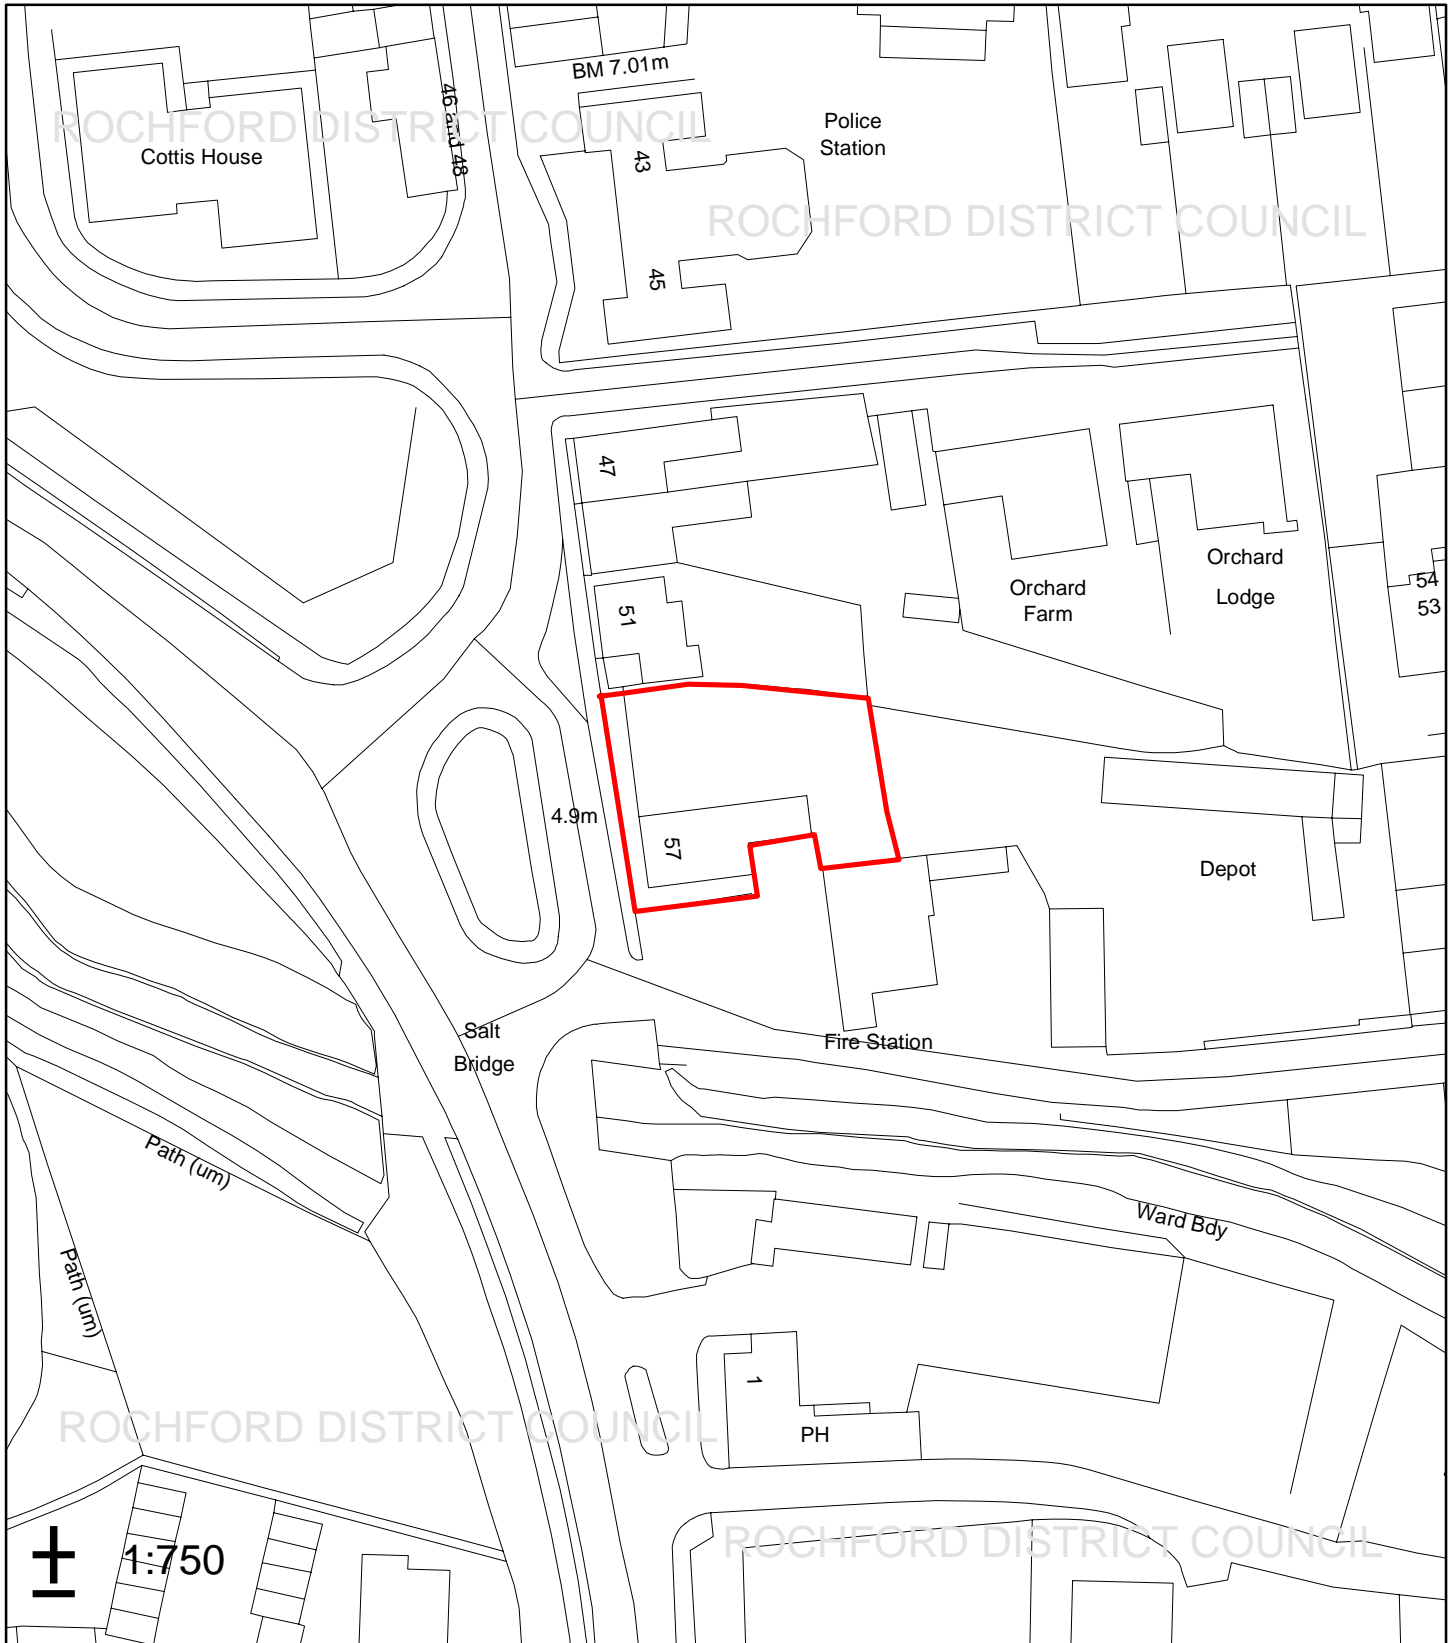 BM 7.01m
46 and 48
ROCHFORD DISTRICT COUNCIL
Cottis House
43
Police
Station
ROCHFORD DISTRICT COUNCIL
45
47
51
Orchard
Farm
Orchard
Lodge
54
53
4.9m
57
Depot
Salt
Bridge
Fire Station
Path (um)
Ward Bdy
Path (um)
1
PH
ROCHFORD DISTRICT COUNCIL
ROCHFORD DISTRICT COUNCIL
1:750